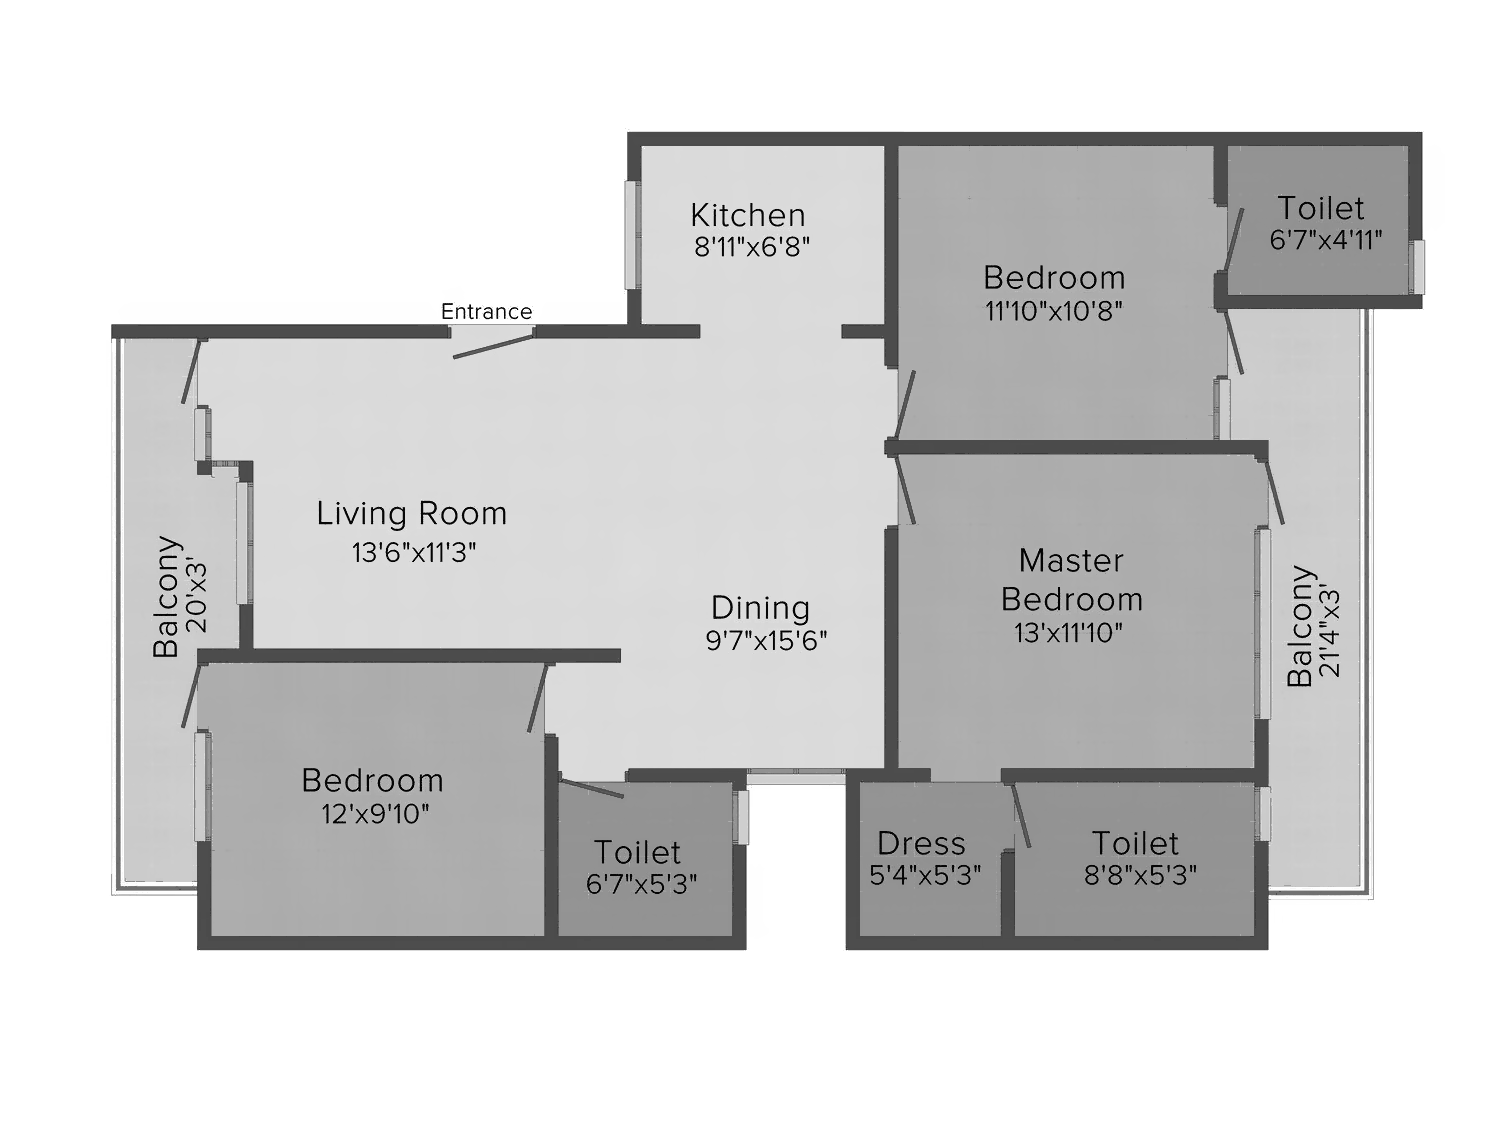 Kitchen
8'11"x6'8"
Toilet
6'7"x4'11"
Bedroom
11'10"x10'8"
Entrance
Living Room
13'6"x11'3"
Balcony
20'x3'
Dining
9'7"x15'6"
Master
Bedroom
13'x11'10"
Balcony
21'4"x3'
Bedroom
12'x9'10"
Toilet
6'7"x5'3"
Dress
5'4"x5'3"
Toilet
8'8"x5'3"